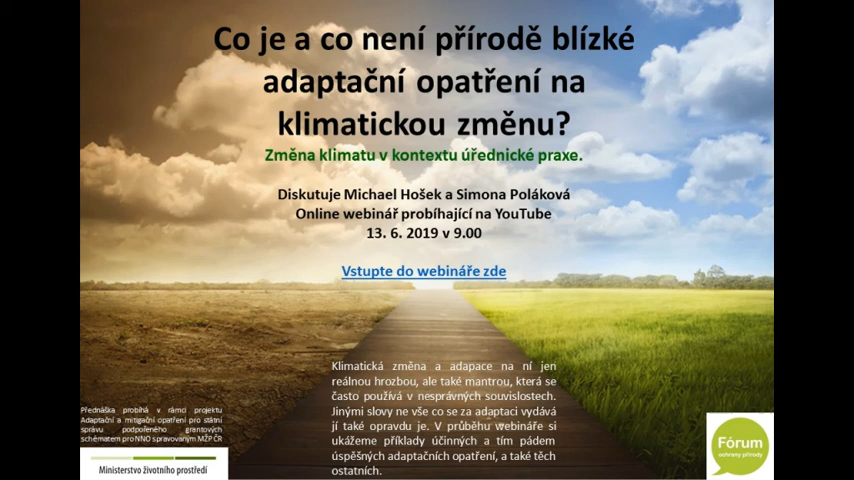 Co je a co není přírodě blízké
adaptační opatření na
klimatickou změnu?
Změna klimatu v kontextu úřednické praxe.
Diskutuje Michael Hošek a Simona Poláková
Online webinář probíhající na YouTube
13. 6. 2019 v 9.00
Vstupte do webináře zde
Klimatická změna a adapace na ní jen
reálnou hrozbou, ale také mantrou, která se
často používá v nesprávných souvislostech.
Jinými slovy ne vše co se za adaptaci vydává
jí také opravdu je. V průběhu webináře si
ukážeme příklady účinných a tím pádem
úspěšných adaptačních opatření, a také těch
ostatních.
Přednáška probíhá v rámci projektu
Adaptační a mitigační opatření pro státní
správu podpořeného grantových
schématem pro NNO spravovaným MŽP ČR
Ministerstvo životního prostředí
Fórum
ochrany přírody